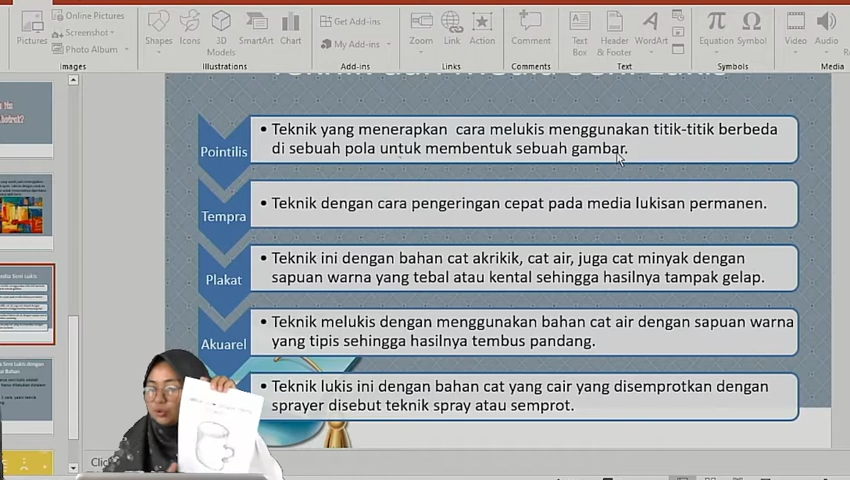 Pictures
Online Pictures
Screenshot
Photo Album
Images
Shapes
Icons
3D
Models
SmartArt
Chart
Illustrations
Get Add-ins
My Add-ins
Add-ins
Zoom
Link
Action
Links
Comment
Comments
Text
Box
Header
& Footer
WordArt
Text
Equation
Symbol
Symbols
Video
Audio
Media
Pointilis
• Teknik yang menerapkan cara melukis menggunakan titik-titik berbeda
di sebuah pola untuk membentuk sebuah gambar.
Tempra
• Teknik dengan cara pengeringan cepat pada media lukisan permanen.
Plakat
• Teknik ini dengan bahan cat akrikik, cat air, juga cat minyak dengan
sapuan warna yang tebal atau kental sehingga hasilnya tampak gelap.
Akuarel
• Teknik melukis dengan menggunakan bahan cat air dengan sapuan warna
yang tipis sehingga hasilnya tembus pandang.
• Teknik lukis ini dengan bahan cat yang cair yang disemprotkan dengan
sprayer disebut teknik spray atau semprot.